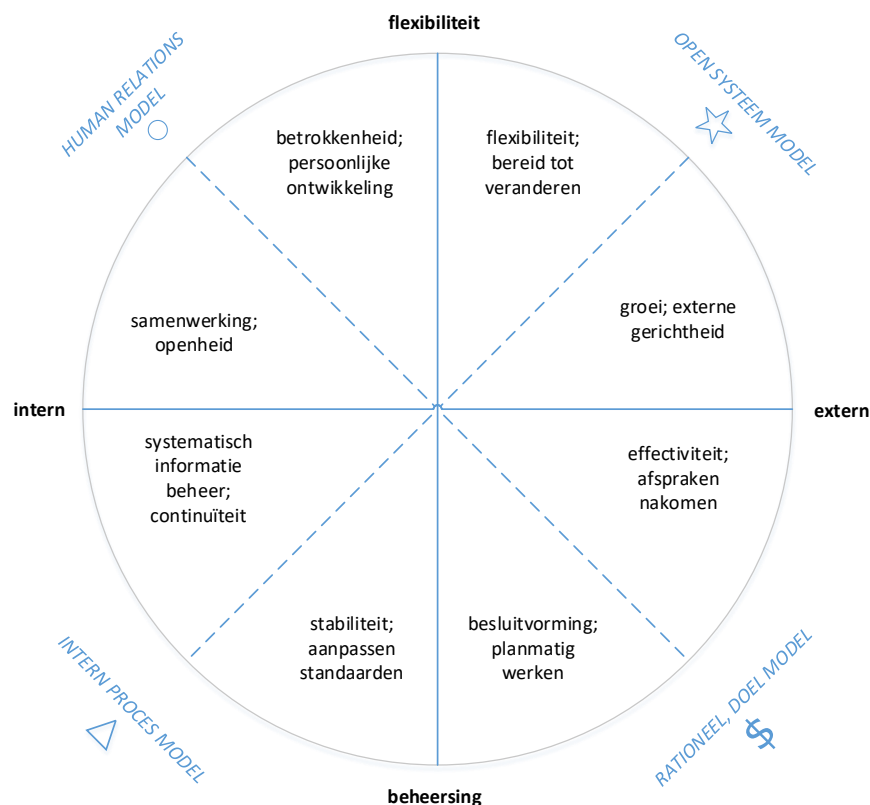 flexibiliteit
HUMAN RELATIONS
MODEL
OPEN SYSTEEM MODEL
betrokkenheid;
persoonlijke
ontwikkeling
flexibiliteit;
bereid tot
veranderen
samenwerking;
openheid
groei; externe
gerichtheid
intern
extern
systematisch
informatie
beheer;
continuïteit
effectiviteit;
afspraken
nakomen
stabiliteit;
aanpassen
standaarden
besluitvorming;
planmatig
werken
INTERN PROCES MODEL
RATIONEEL, DOEL MODEL
$
beheersing